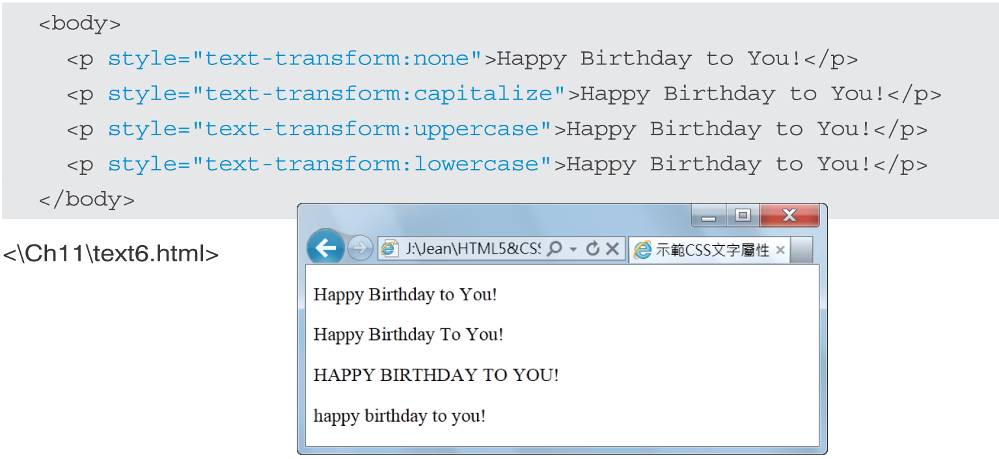 <body>
<p style="text-transform:none">Happy Birthday to You!</p>
<p style="text-transform:capitalize">Happy Birthday to You!</p>
<p style="text-transform:uppercase">Happy Birthday to You!</p>
<p style="text-transform:lowercase">Happy Birthday to You!</p>
</body>
<\Ch11\text6.html>
J:\Jean\HTML5&CSS 示範CSS文字屬性
Happy Birthday to You!
Happy Birthday To You!
HAPPY BIRTHDAY TO YOU!
happy birthday to you!